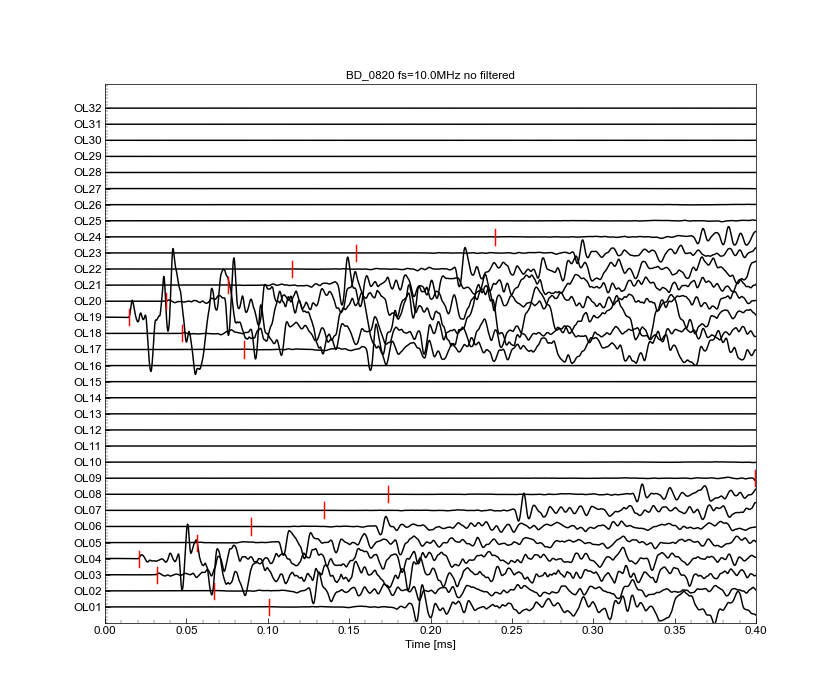 BD_0820 fs=10.0MHz no filtered
OL32
OL31
OL30
OL29
OL28
OL27
OL26
OL25
OL24
OL23
OL22
OL21
OL20
OL19
OL18
OL17
OL16
OL15
OL14
OL13
OL12
OL11
OL10
OL09
OL08
OL07
OL06
OL05
OL04
OL03
OL02
OL01
0.00 0.05 0.10 0.15 0.20 0.25 0.30 0.35 0.40
Time [ms]